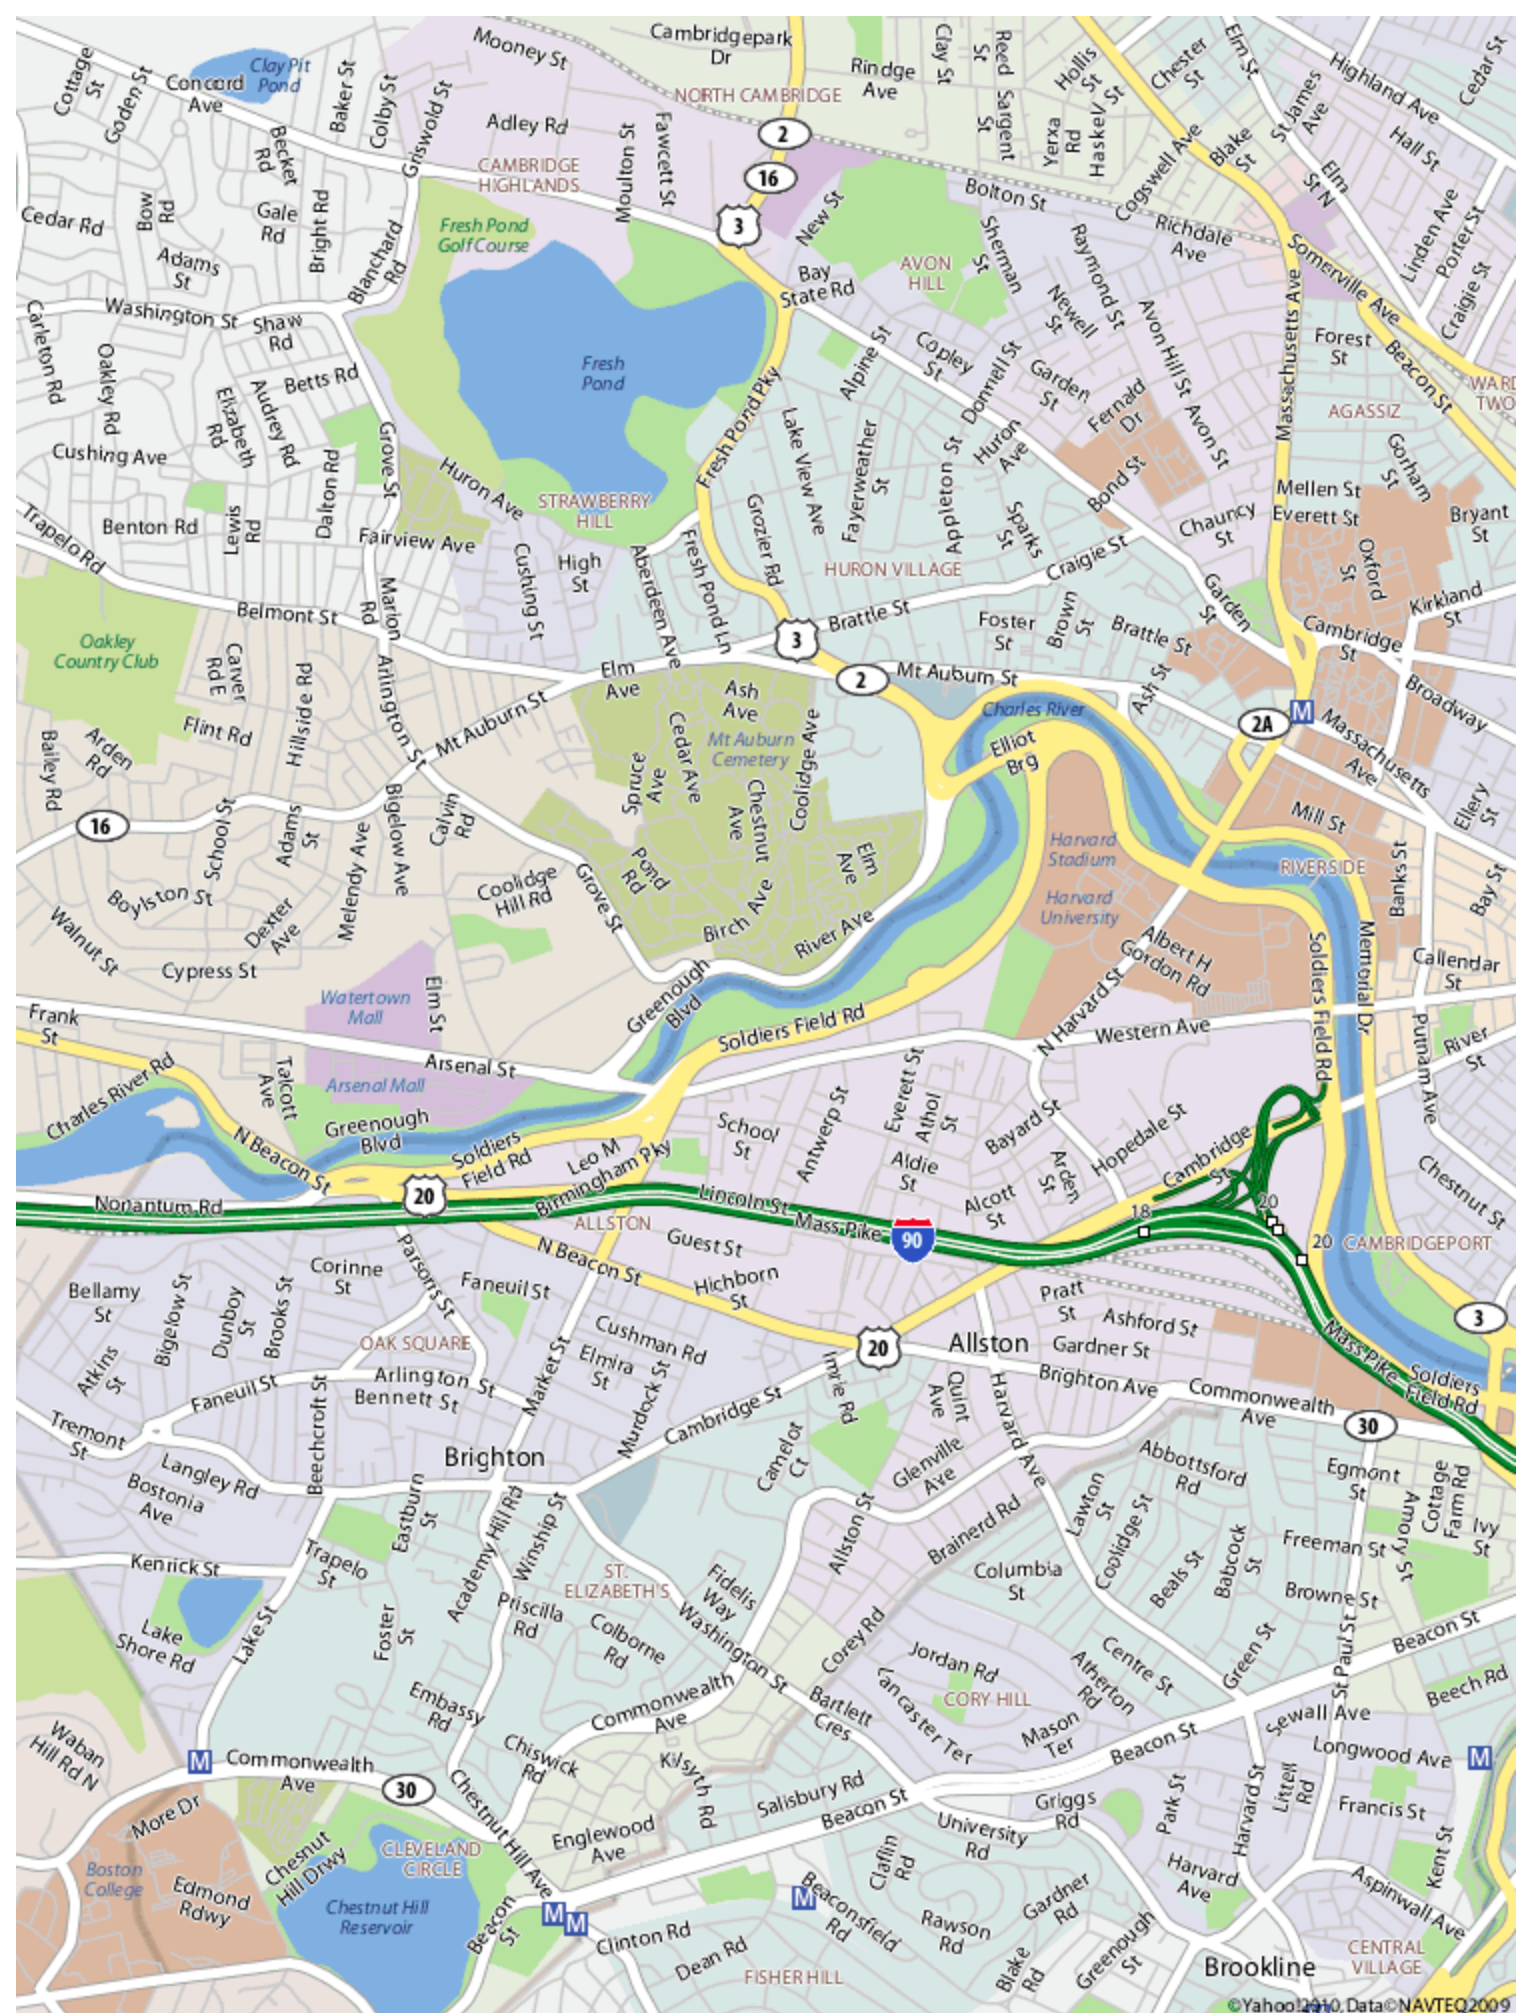 Cottage
St
Goden St
Concord
Ave
Clay Pit
Pond
Baker St
Colby St
Griswold St
Mooney St
Cambridgepark
Dr
Rindge
Ave
Clay St
Reed
St
Sargent
St
Hollis
St
Chester
St
Elm St
Highland Ave
Cedar St
NORTH CAMBRIDGE
Becket
Rd
Adley Rd
Moulton St
Fawcett St
2
Yerxa
Rd
Haskell St
Cogswell Ave
Blake
St
St James
Ave
Hall St
CAMBRIDGE
HIGHLANDS
16
Bolton St
Elm
St N
Cedar Rd
Bow
Rd
Gale
Rd
Bright Rd
Fresh Pond
Golf Course
3
New St
Sherman
St
Raymond St
Richdale
Ave
Linden Ave
Porter St
Adams
St
Blanchard
Rd
Bay
State Rd
AVON
HILL
Newell
St
Somerville Ave
Craigie St
Washington St
Shaw
Rd
Carleton Rd
Oakley Rd
Elizabeth
Rd
Audrey Rd
Betts Rd
Fresh
Pond
Alpine St
Copley
St
Donnell St
Garden
St
Avon Hill St
Massachusetts Ave
Forest
St
Beacon St
WARD
TWO
Fernald
Dr
Avon St
AGASSIZ
Cushing Ave
Grove St
Huron Ave
Fresh Pond Pky
Lake View Ave
Fayerweather
St
Huron
Ave
Appleton St
Bond St
Gorham
St
Mellen St
Benton Rd
Lewis
Rd
Dalton Rd
STRAWBERRY
HILL
Grozier Rd
Sparks
St
Chauncy
St
Everett St
Bryant
St
Trapelo Rd
Fairview Ave
Cushing St
High
St
Aberdeen Ave
Fresh Pond Ln
HURON VILLAGE
Craigie St
Oxford
St
Marion
Rd
Belmont St
3
Brattle St
Foster
St
Brown
St
Brattle St
Garden
St
Kirkland
St
Cambridge
St
Oakley
Country Club
Carver
Rd E
Hillside Rd
Arlington St
Elm
Ave
Ash
Ave
2
Mt Auburn St
Ash St
Broadway
Flint Rd
Mt Auburn St
Cedar Ave
Mt Auburn
Cemetery
Coolidge Ave
Charles River
Elliot
Brg
2A
M
Massachusetts
Ave
Arden
Rd
Bailey Rd
Spruce
Ave
Chestnut
Ave
16
School St
Adams
St
Melendy Ave
Bigelow Ave
Calvin
Rd
Elm
Ave
Harvard
Stadium
Mill St
Ellery
St
RIVERSIDE
Boylston St
Dexter
Ave
Coolidge
Hill Rd
Grove St
Pond
Rd
Birch Ave
River Ave
Harvard
University
Banks St
Bay St
Walnut St
Cypress St
Albert H
Gordon Rd
Soldiers Field Rd
Memorial Dr
Callendar
St
Watertown
Mall
Elm St
Greenough
Blvd
Soldiers Field Rd
N Harvard St
Western Ave
Frank
St
Arsenal St
Putnam Ave
River
St
Charles River Rd
Talcott
Ave
Arsenal Mall
Greenough
Blvd
N Beacon St
Soldiers
Field Rd
School
St
Antwerp St
Everett St
Athol
St
Bayard St
Hopedale St
Cambridge
St
Leo M
Birmingham Pky
Aldie
St
Arden
St
Alcott
St
Chestnut St
Nonantum Rd
20
Lincoln St
Mass Pike
90
18
20
20
ALLSTON
Guest St
CAMBRIDGEPORT
Parsons St
N Beacon St
Corinne
St
Faneuil St
Hichborn
St
Pratt
St
3
Bellamy
St
Bigelow St
Dunboy
St
Brooks St
Cushman Rd
Ashford St
OAK SQUARE
Elmira
St
20
Allston
Gardner St
Mass Pike
Soldiers
Field Rd
Atkins
St
Faneuil St
Arlington St
Bennett St
Market St
Murdock St
Imrie Rd
Quint
Ave
Harvard Ave
Brighton Ave
Commonwealth
Ave
30
Tremont
St
Beechcroft St
Cambridge St
Brighton
Camelot
Ct
Glenville
Ave
Abbottsford
Rd
Egmont
St
Cottage
Farm Rd
Langley Rd
Bostonia
Ave
Eastburn
St
Academy Hill Rd
Winship St
Allston St
Brainerd Rd
Lawton
St
Coolidge St
Amory St
Ivy
St
Kenrick St
Trapelo
St
Babcock
St
Freeman St
ST.
ELIZABETH'S
Fidelis
Way
Columbia
St
Beals St
Browne St
Priscilla
Rd
Colborne
Rd
Washington St
Corey Rd
Foster
St
Lake
Shore Rd
Lake St
Jordan Rd
CORY HILL
Centre St
Atherton
Rd
Green St
St Paul St
Beacon St
Beech Rd
Embassy
Rd
Commonwealth
Ave
Bartlett
Cres
Lancaster Ter
Mason
Ter
Sewall Ave
Waban
Hill Rd N
M
Commonwealth
Ave
Chiswick
Rd
Kilsyth Rd
Beacon St
Longwood Ave
M
30
Chestnut Hill Ave
Salisbury Rd
Beacon St
Griggs
Rd
Park St
Harvard St
Littell
Rd
Francis St
More Dr
Chesnut
Hill Drwy
CLEVELAND
CIRCLE
Englewood
Ave
University
Rd
Boston
College
Edmond
Rdwy
Claflin
Rd
Harvard
Ave
Kent St
Aspinwall Ave
Chestnut Hill
Reservoir
Beacon
St
M
M
M
Beaconsfield
Rd
Gardner
Rd
Rawson
Rd
Clinton Rd
Dean Rd
FISHER HILL
Blake
Rd
Greenough
St
Brookline
CENTRAL
VILLAGE
©Yahoo!2010, Data©NAVTEQ2009